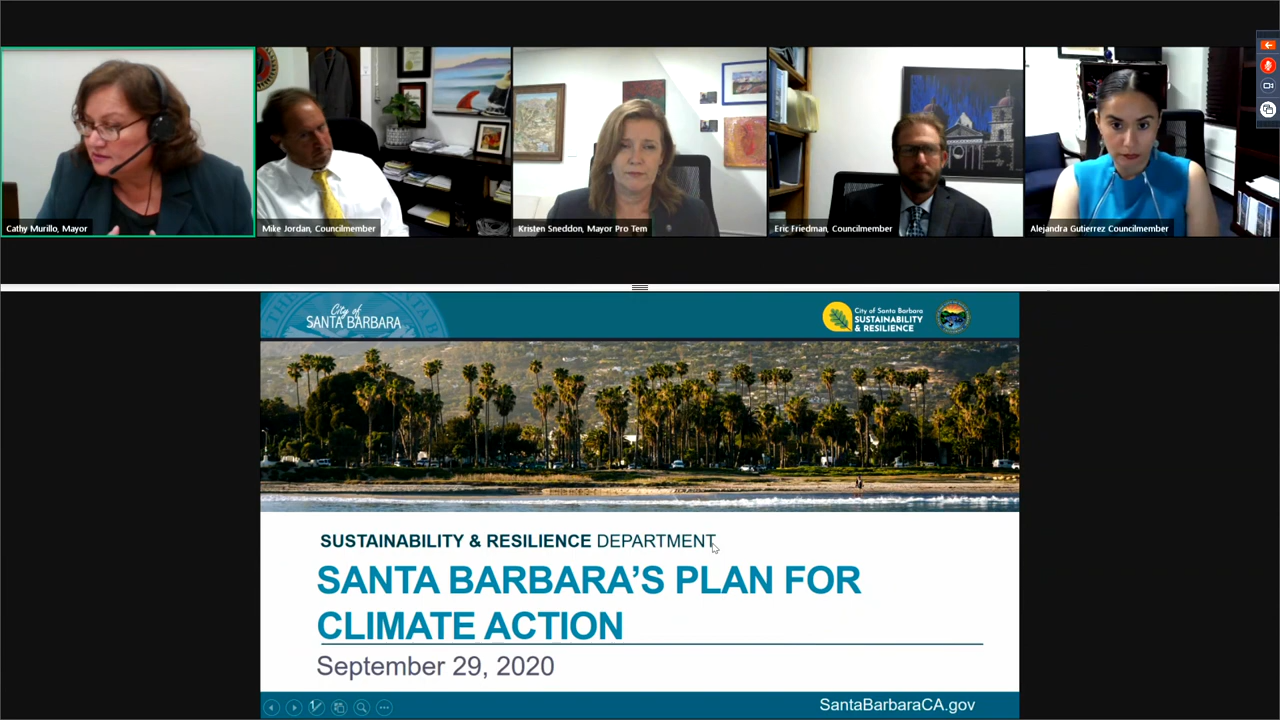 Cathy Murillo, Mayor
Mike Jordan, Councilmember
Kristen Sneddon, Mayor Pro Tem
Eric Friedman, Councilmember
Alejandra Gutierrez Councilmember
City of
SANTA BARBARA
City of Santa Barbara
SUSTAINABILITY
& RESILIENCE
SUSTAINABILITY & RESILIENCE DEPARTMENT
SANTA BARBARA'S PLAN FOR
CLIMATE ACTION
September 29, 2020
SantaBarbaraCA.gov